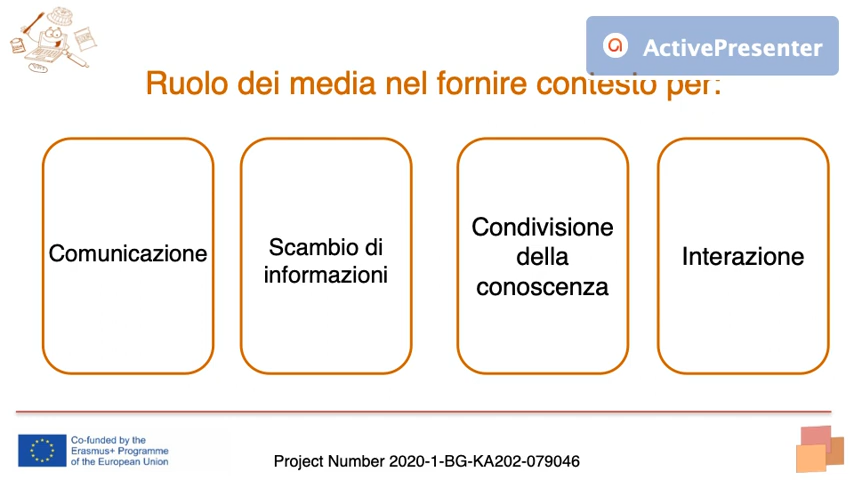 ActivePresenter
Ruolo dei media nel fornire contesto per:
Comunicazione
Scambio di
informazioni
Condivisione
della
conoscenza
Interazione
Co-funded by the
Erasmus+ Programme
of the European Union
Project Number 2020-1-BG-KA202-079046